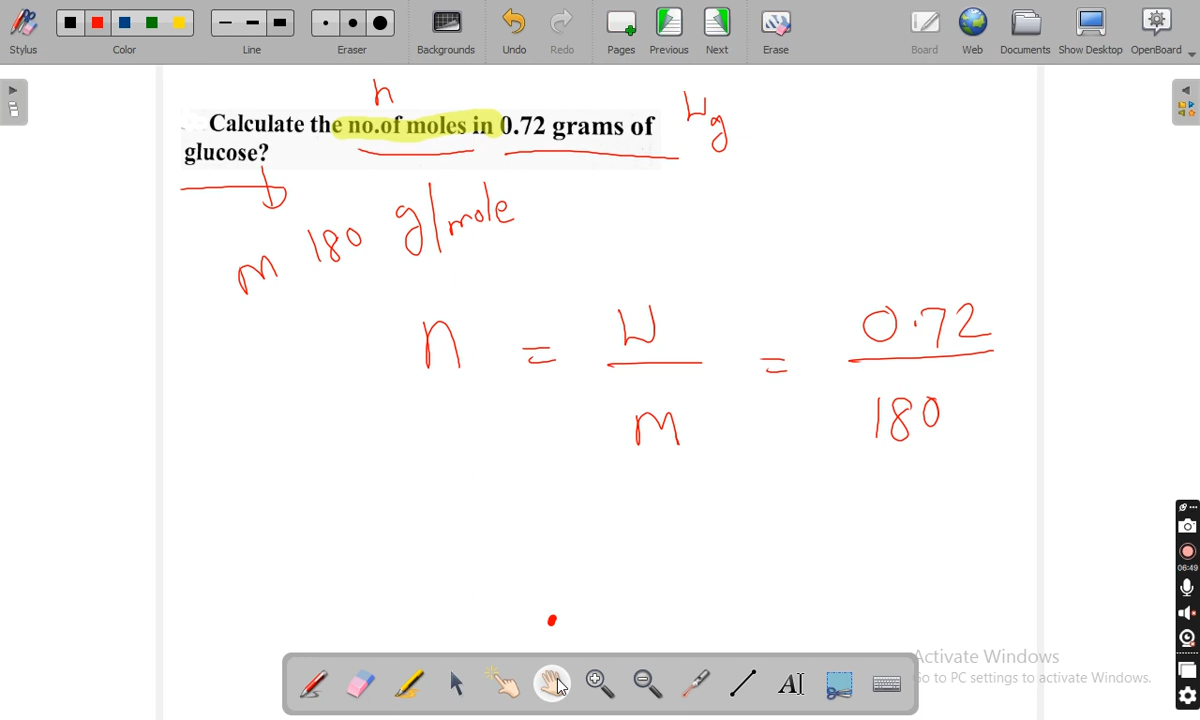 Stylus Color Line Eraser Backgrounds Undo Redo Pages Previous Next Erase Board Web Documents Show Desktop OpenBoard
n
Calculate the no.of moles in 0.72 grams of
glucose?
W g
m 180 g/mole
n = W / m = 0.72 / 180
06:49
Activate Windows
Go to PC settings to activate Windows.